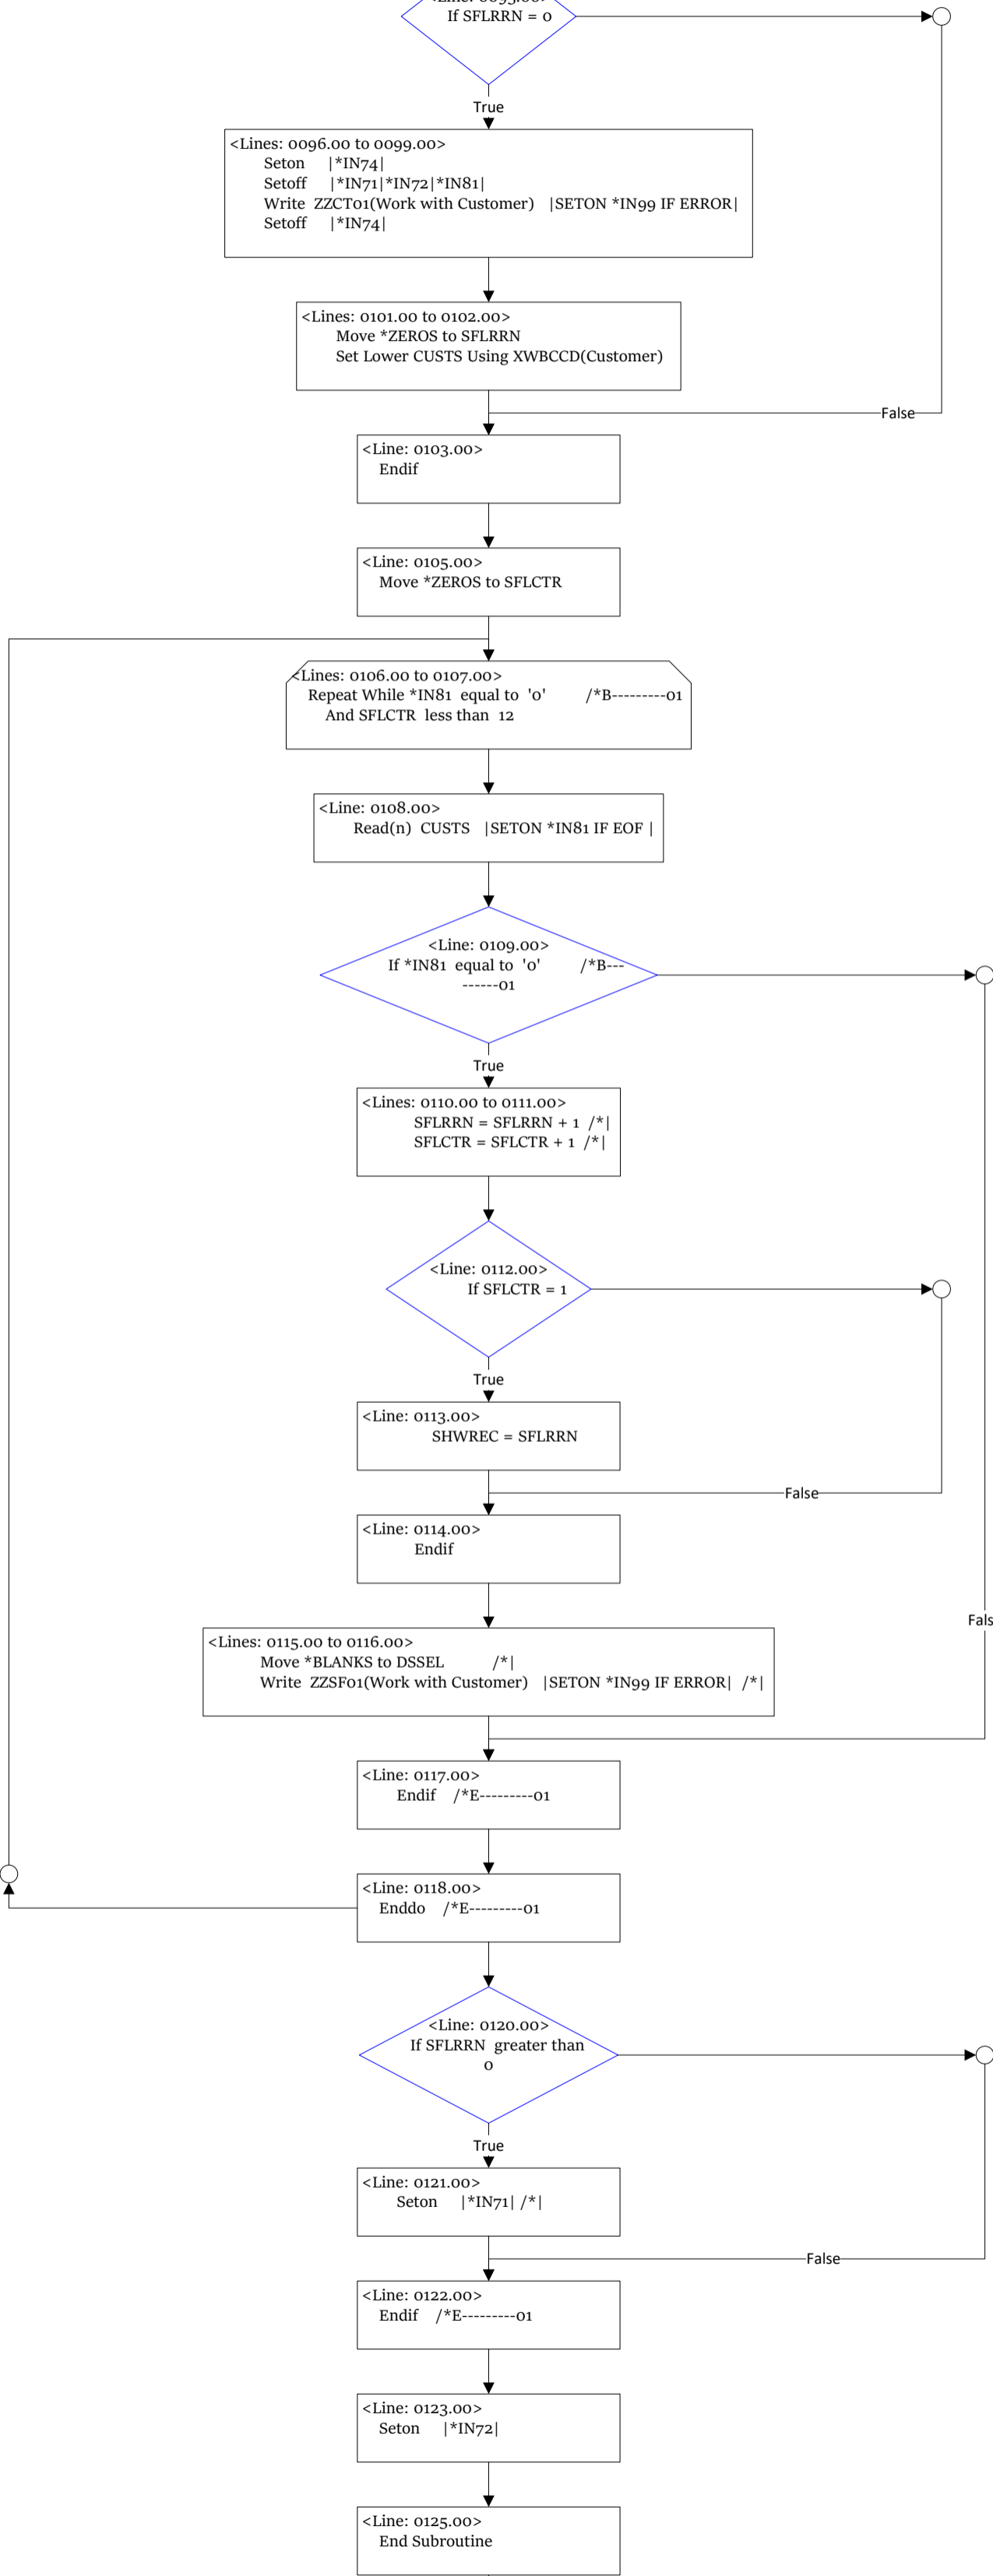 <Line: 0095.00>
If SFLRRN = 0
True
<Lines: 0096.00 to 0099.00>
Seton |*IN74|
Setoff |*IN71|*IN72|*IN81|
Write ZZCT01(Work with Customer) |SETON *IN99 IF ERROR|
Setoff |*IN74|
<Lines: 0101.00 to 0102.00>
Move *ZEROS to SFLRRN
Set Lower CUSTS Using XWBCCD(Customer)
False
<Line: 0103.00>
Endif
<Line: 0105.00>
Move *ZEROS to SFLCTR
<Lines: 0106.00 to 0107.00>
Repeat While *IN81 equal to '0' /*B---------01
And SFLCTR less than 12
<Line: 0108.00>
Read(n) CUSTS |SETON *IN81 IF EOF |
<Line: 0109.00>
If *IN81 equal to '0' /*B---
------01
True
<Lines: 0110.00 to 0111.00>
SFLRRN = SFLRRN + 1 /*|
SFLCTR = SFLCTR + 1 /*|
<Line: 0112.00>
If SFLCTR = 1
True
<Line: 0113.00>
SHWREC = SFLRRN
False
<Line: 0114.00>
Endif
Fals
<Lines: 0115.00 to 0116.00>
Move *BLANKS to DSSEL /*|
Write ZZSF01(Work with Customer) |SETON *IN99 IF ERROR| /*|
<Line: 0117.00>
Endif /*E---------01
<Line: 0118.00>
Enddo /*E---------01
<Line: 0120.00>
If SFLRRN greater than
0
True
<Line: 0121.00>
Seton |*IN71| /*|
False
<Line: 0122.00>
Endif /*E---------01
<Line: 0123.00>
Seton |*IN72|
<Line: 0125.00>
End Subroutine